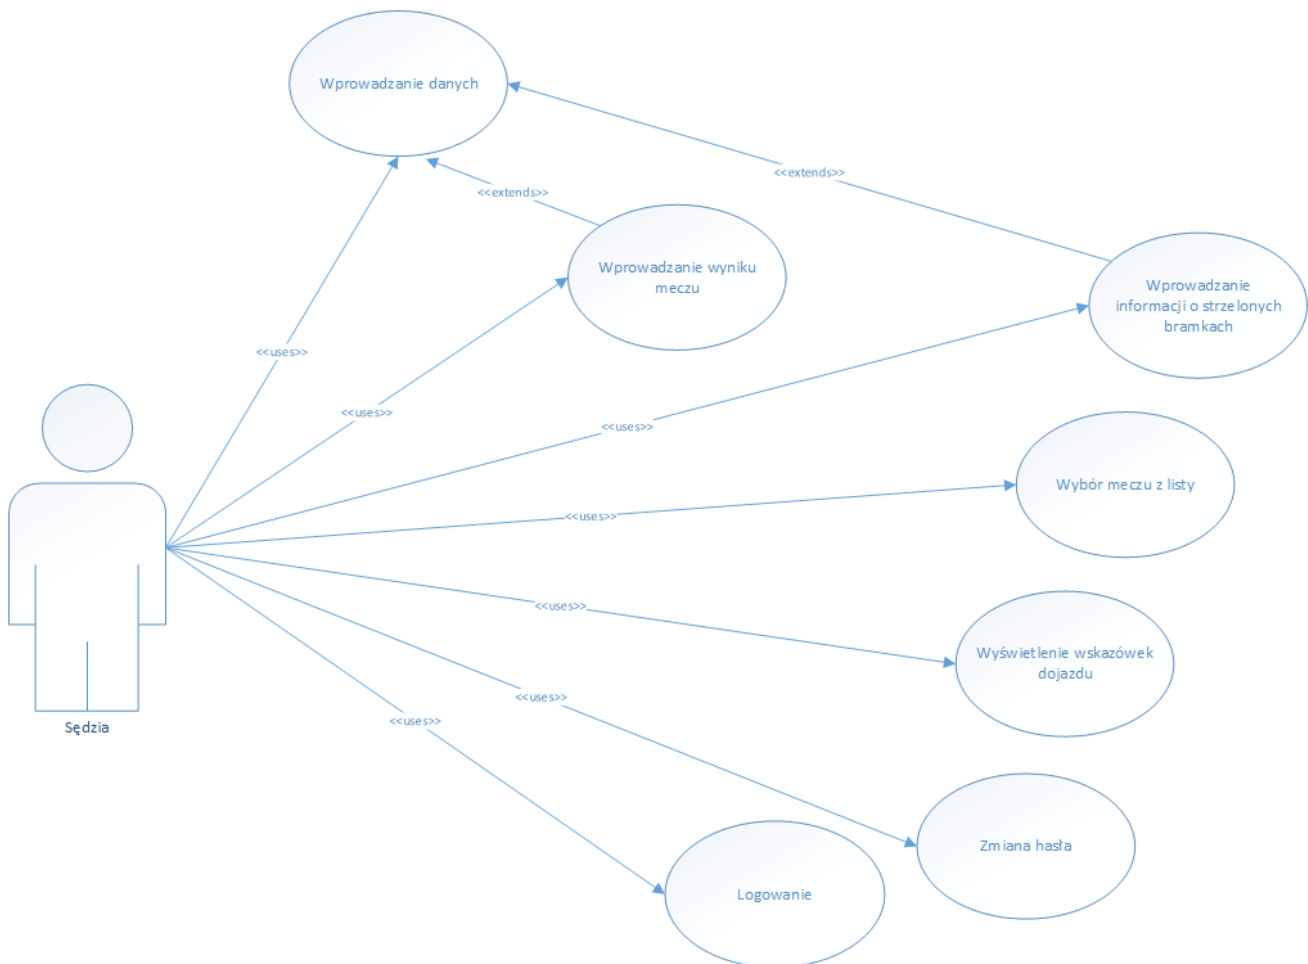 Wprowadzanie danych
<<extends>>
<<extends>>
Wprowadzanie wyniku
meczu
Wprowadzanie
informacji o strzelonych
bramkach
<<uses>>
<<uses>>
<<uses>>
Wybór meczu z listy
<<uses>>
<<uses>>
Wyświetlenie wskazówek
dojazdu
<<uses>>
<<uses>>
Sędzia
Zmiana hasła
Logowanie